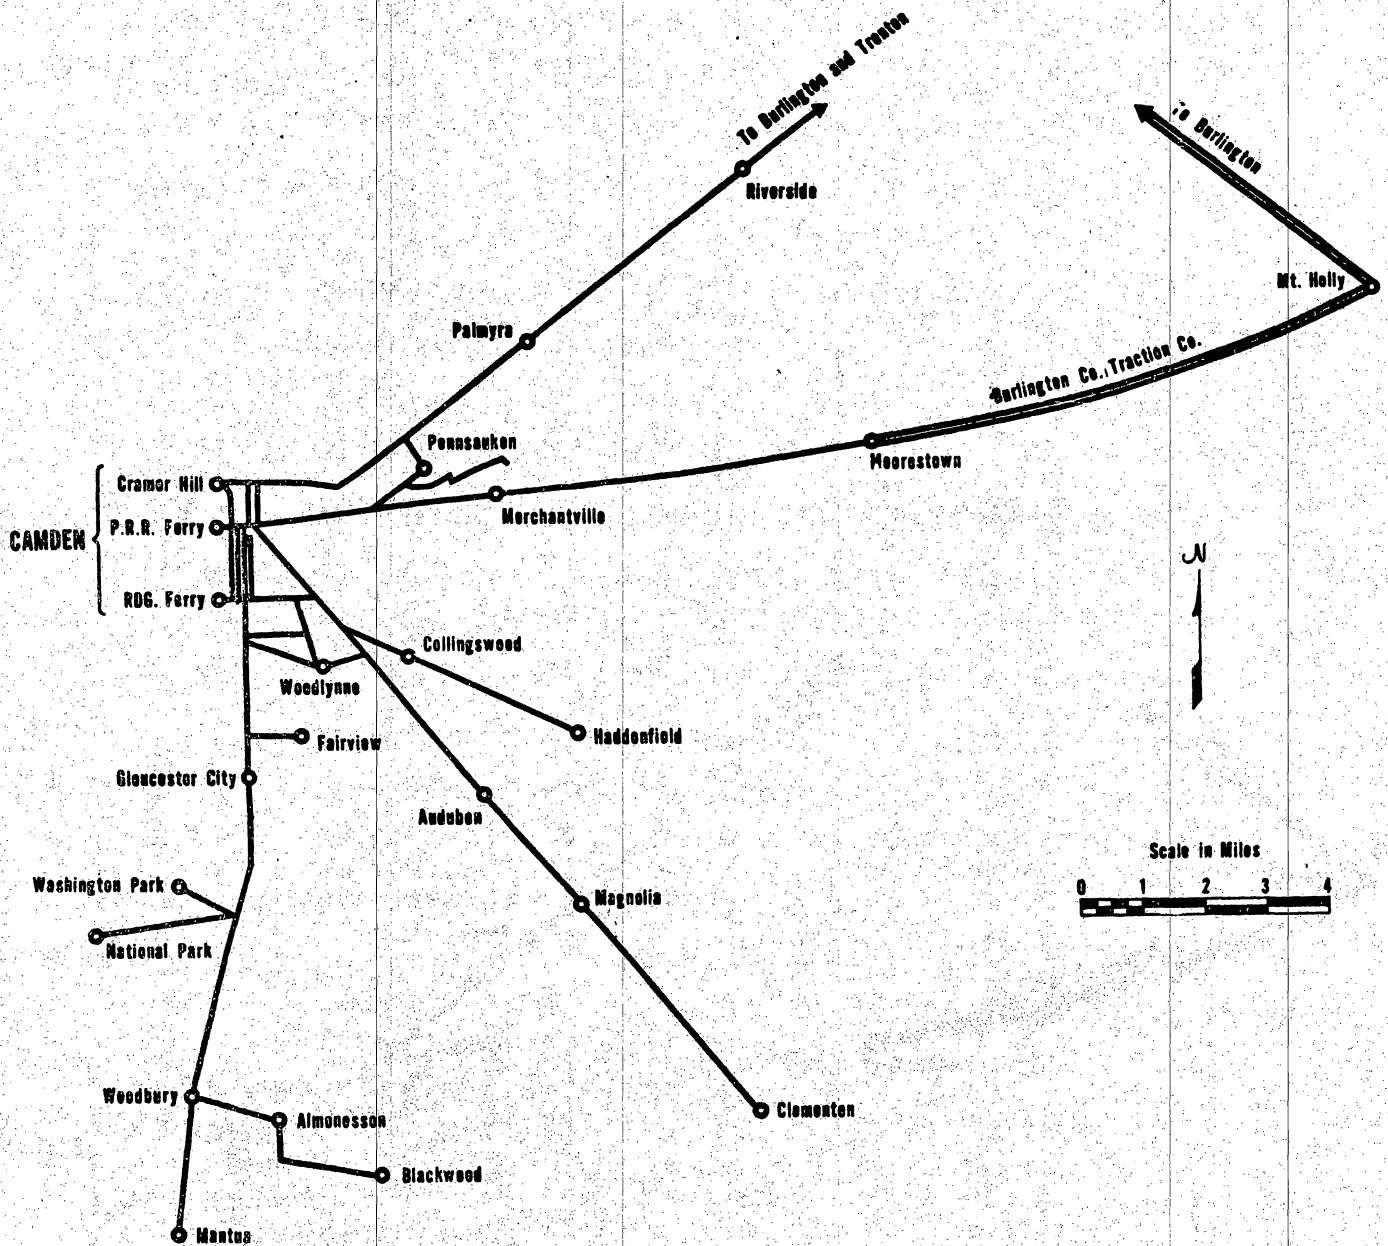 To Burlington and Trenton
To Burlington
Riverside
Mt. Holly
Palmyra
Burlington Co. Traction Co.
Pennsauken
Moorestown
Cramer Hill
Merchantville
P.R.R. Ferry
CAMDEN
N
RDG. Ferry
Collingswood
Woodlynne
Haddonfield
Fairview
Gloucester City
Audubon
Scale in Miles
0 1 2 3 4
Washington Park
Magnolia
National Park
Woodbury
Almonesson
Clementon
Blackwood
Mantua